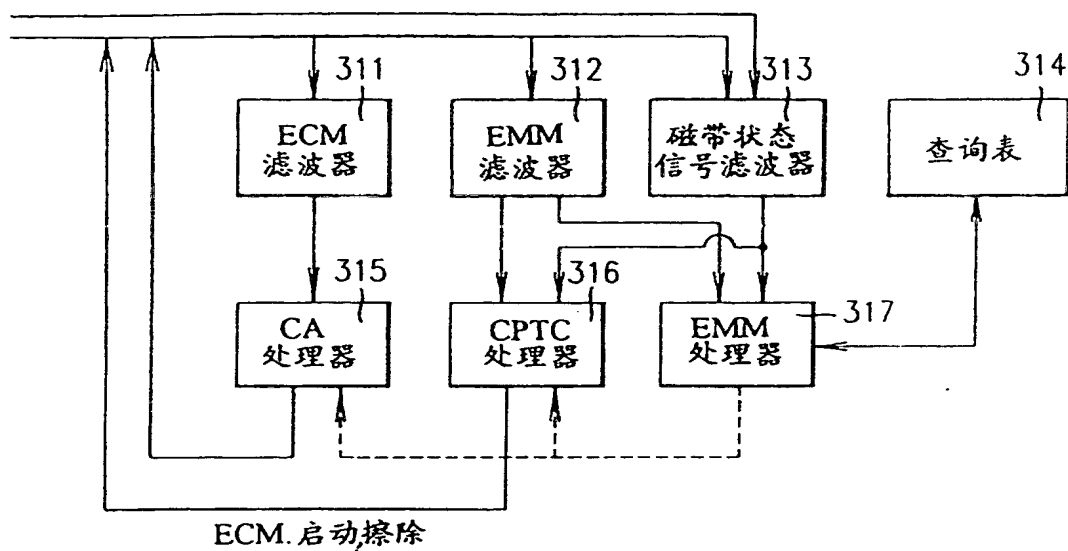 311
312
313
314
ECM
滤波器
EMM
滤波器
磁带状态
信号滤波器
查询表
315
316
317
CA
处理器
CPTC
处理器
EMM
处理器
ECM.启动,擦除